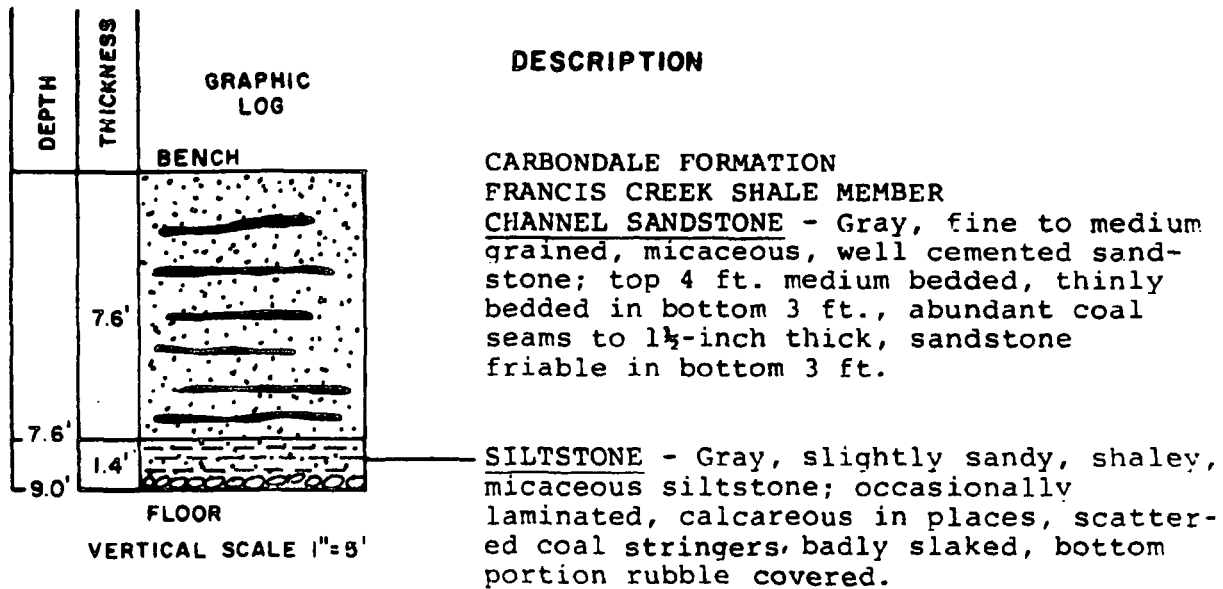 DEPTH
THICKNESS
GRAPHIC
LOG
DESCRIPTION
BENCH
7.6'
7.6'
1.4'
9.0'
FLOOR
VERTICAL SCALE 1"=5'
CARBONDALE FORMATION
FRANCIS CREEK SHALE MEMBER
CHANNEL SANDSTONE - Gray, fine to medium
grained, micaceous, well cemented sand-
stone; top 4 ft. medium bedded, thinly
bedded in bottom 3 ft., abundant coal
seams to 1½-inch thick, sandstone
friable in bottom 3 ft.
SILTSTONE - Gray, slightly sandy, shaley,
micaceous siltstone; occasionally
laminated, calcareous in places, scatter-
ed coal stringers, badly slaked, bottom
portion rubble covered.